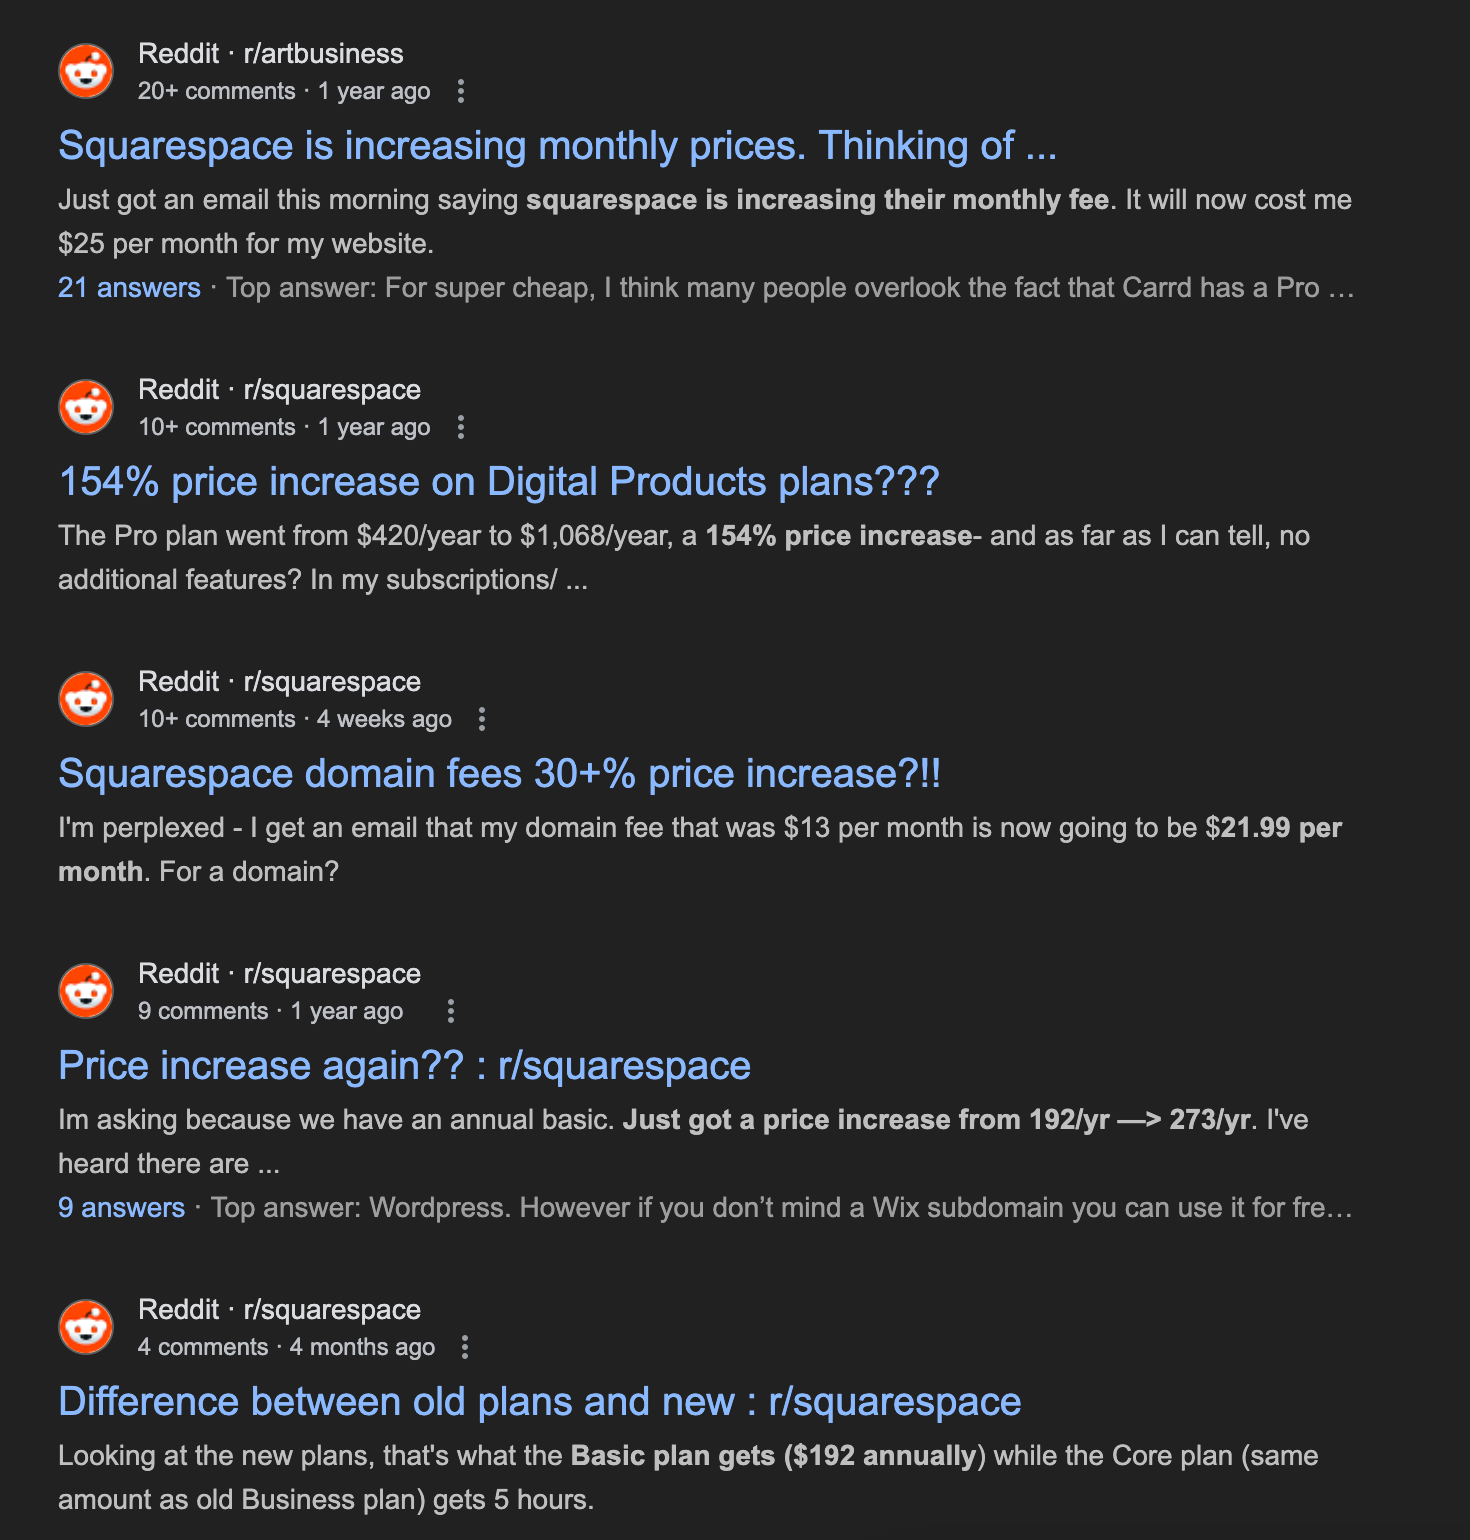 Reddit · r/artbusiness
20+ comments · 1 year ago
Squarespace is increasing monthly prices. Thinking of ...
Just got an email this morning saying squarespace is increasing their monthly fee. It will now cost me
$25 per month for my website.
21 answers · Top answer: For super cheap, I think many people overlook the fact that Carrd has a Pro …
Reddit · r/squarespace
10+ comments · 1 year ago
154% price increase on Digital Products plans???
The Pro plan went from $420/year to $1,068/year, a 154% price increase- and as far as I can tell, no
additional features? In my subscriptions/ ...
Reddit · r/squarespace
10+ comments · 4 weeks ago
Squarespace domain fees 30+% price increase?!!
I'm perplexed - I get an email that my domain fee that was $13 per month is now going to be $21.99 per
month. For a domain?
Reddit · r/squarespace
9 comments · 1 year ago
Price increase again?? : r/squarespace
Im asking because we have an annual basic. Just got a price increase from 192/yr —> 273/yr. I've
heard there are ...
9 answers · Top answer: Wordpress. However if you don’t mind a Wix subdomain you can use it for fre…
Reddit · r/squarespace
4 comments · 4 months ago
Difference between old plans and new : r/squarespace
Looking at the new plans, that's what the Basic plan gets ($192 annually) while the Core plan (same
amount as old Business plan) gets 5 hours.